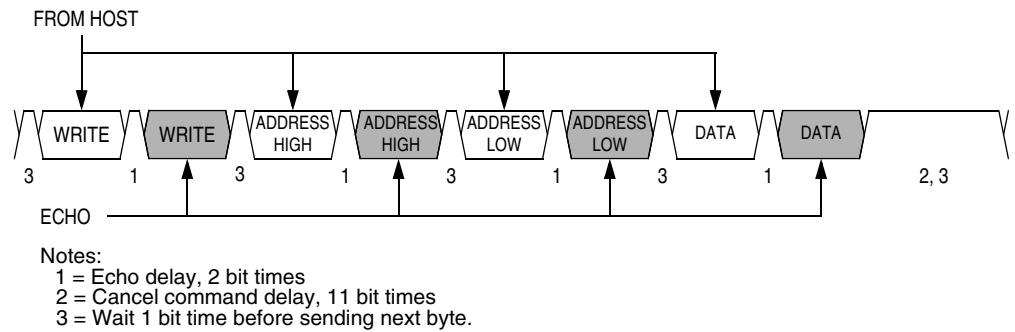 FROM HOST
WRITE WRITE ADDRESS HIGH ADDRESS HIGH ADDRESS LOW ADDRESS LOW DATA DATA
3 1 3 1 3 1 3 1 2, 3
ECHO
Notes:
1 = Echo delay, 2 bit times
2 = Cancel command delay, 11 bit times
3 = Wait 1 bit time before sending next byte.